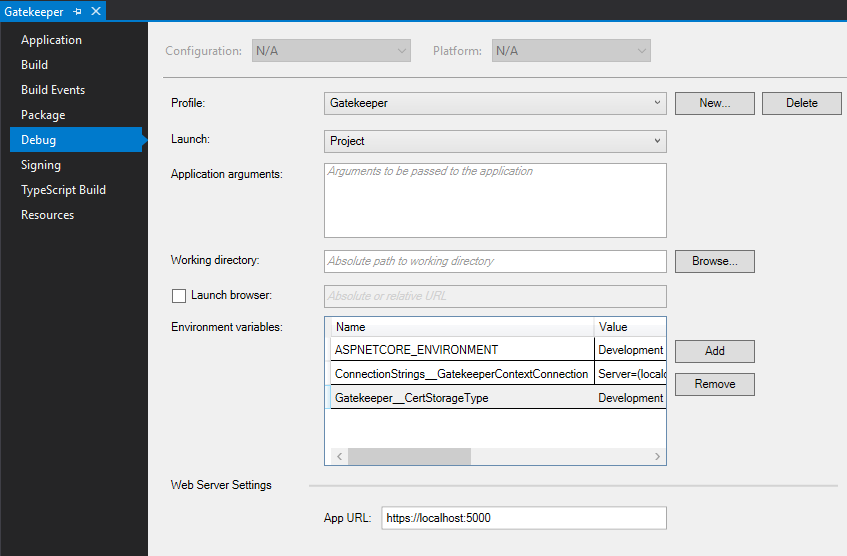 Gatekeeper
Application
Build
Build Events
Package
Debug
Signing
TypeScript Build
Resources
Configuration: N/A Platform: N/A
Profile: Gatekeeper New... Delete
Launch: Project
Application arguments: Arguments to be passed to the application
Working directory: Absolute path to working directory Browse...
Launch browser: Absolute or relative URL
Environment variables: Name Value
ASPNETCORE_ENVIRONMENT Development Add
ConnectionStrings__GatekeeperContextConnection Server=(locald
Remove
Gatekeeper__CertStorageType Development
Web Server Settings
App URL: https://localhost:5000